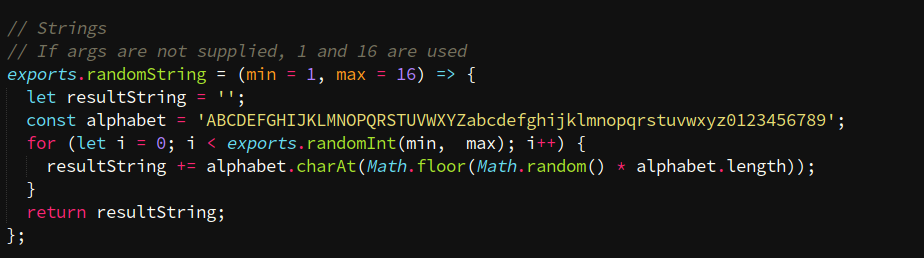 // Strings
// If args are not supplied, 1 and 16 are used
exports.randomString = (min = 1, max = 16) => {
let resultString = '';
const alphabet = 'ABCDEFGHIJKLMNOPQRSTUVWXYZabcdefghijklmnopqrstuvwxyz0123456789';
for (let i = 0; i < exports.randomInt(min,  max); i++) {
resultString += alphabet.charAt(Math.floor(Math.random() * alphabet.length));
}
return resultString;
};